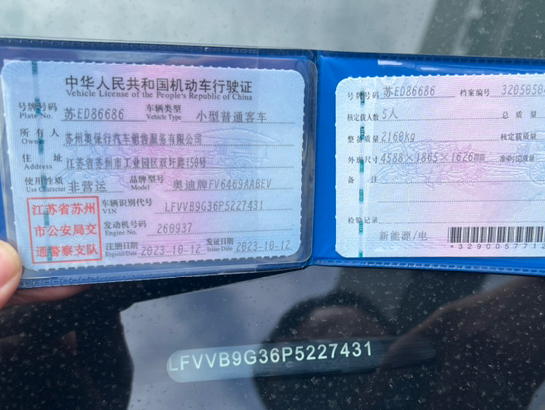 中华人民共和国机动车行驶证
Vehicle License of the People's Republic of China
号牌号码 苏ED86686 车辆类型 小型普通客车
Plate No. Vehicle Type
所有人 苏州奥保行汽车销售服务有限公司
Owner
住址 江苏省苏州市工业园区双圩路150号
Address
使用性质 非营运 品牌型号 奥迪牌FV6469AABEV
Use Character Model
江苏省苏州
市公安局交
通警察支队
车辆识别代号 LFVVB9G36P5227431
VIN
发动机号码 260937
Engine No.
注册日期 2023-10-12 发证日期 2023-10-12
Register Date Issue Date
号牌号码 苏ED86686 档案编号 32050504
核定载人数 5人 总质量
整备质量 2160kg 核定载质量
外廓尺寸 4588×1865×1626 准牵引总质量
备注
检验记录
新能源/电
*3290057712
LFVVB9G36P5227431